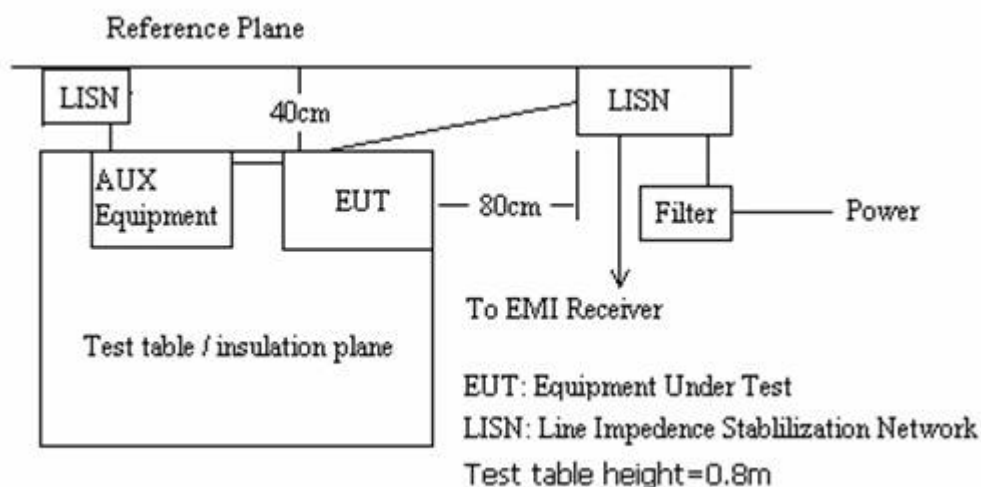 Reference Plane
LISN
40cm
LISN
AUX
Equipment
EUT
80cm
Filter
Power
To EMI Receiver
Test table / insulation plane
EUT: Equipment Under Test
LISN: Line Impedence Stablilization Network
Test table height=0.8m